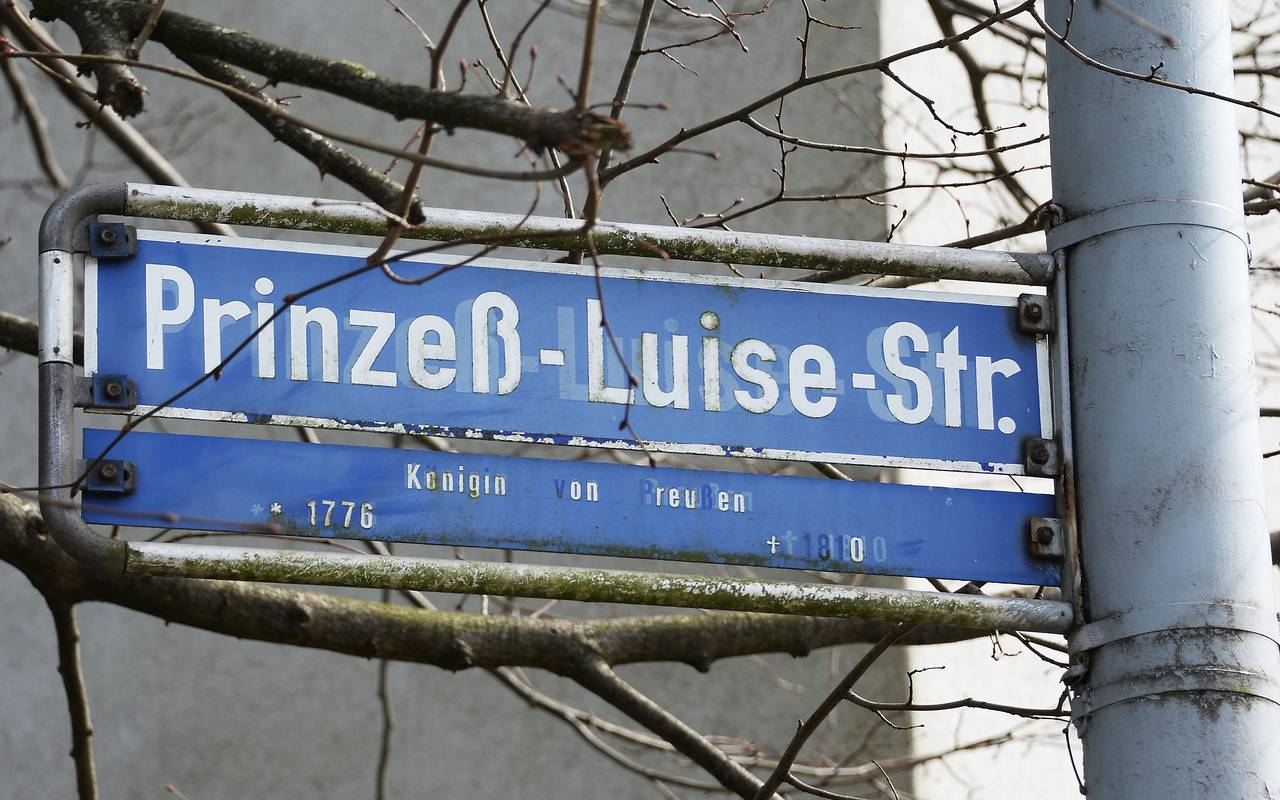 Prinzeß-Luise-Str.
Königin von Preußen
* 1776
+ 1810